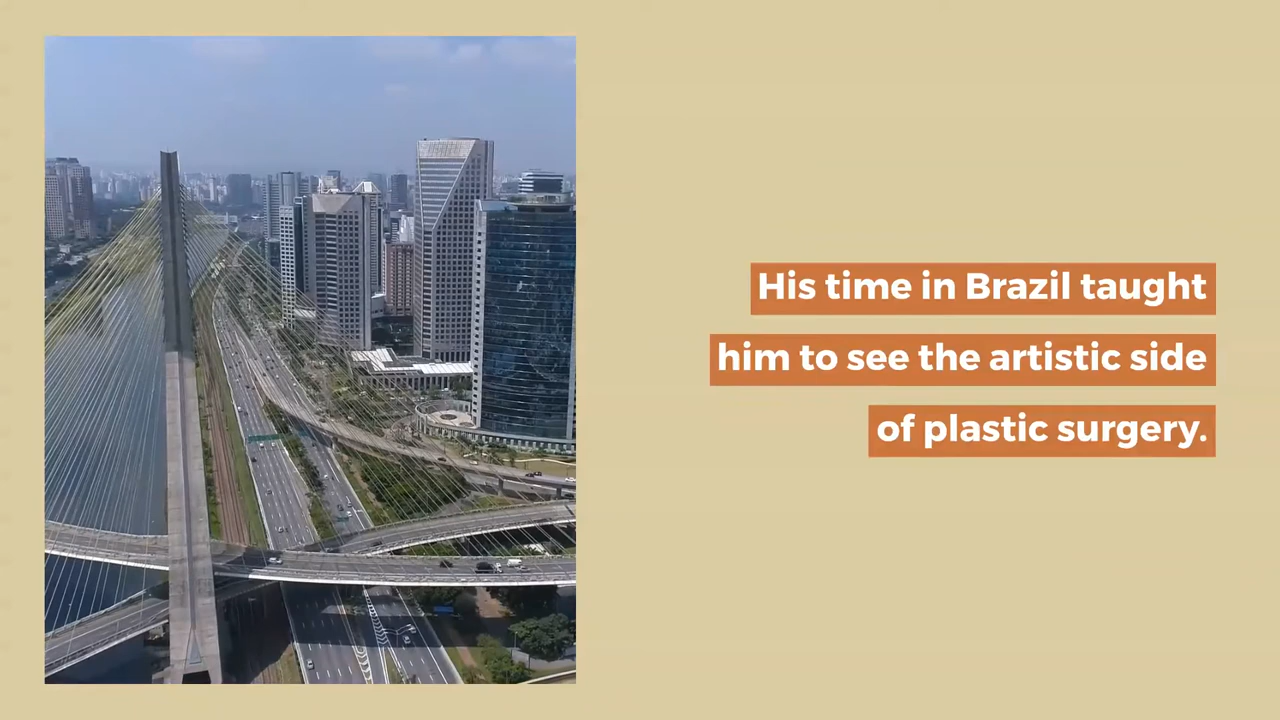 His time in Brazil taught
him to see the artistic side
of plastic surgery.